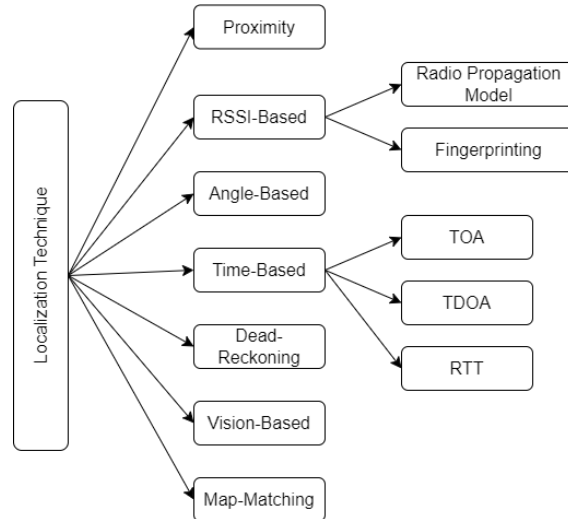 Localization Technique
Proximity
RSSI-Based
Radio Propagation
Model
Fingerprinting
Angle-Based
Time-Based
TOA
TDOA
RTT
Dead-
Reckoning
Vision-Based
Map-Matching